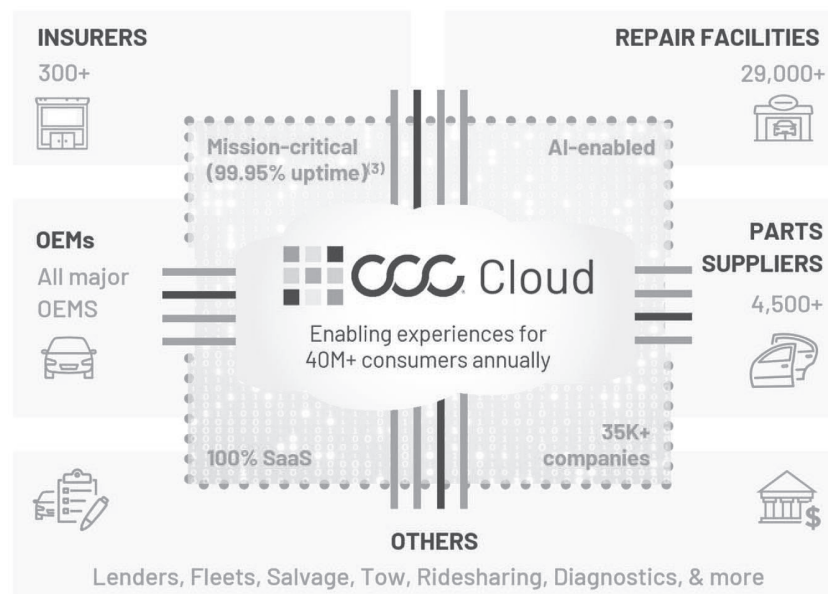 INSURERS
300+
REPAIR FACILITIES
29,000+
Mission-critical
(99.95% uptime)(3)
AI-enabled
OEMs
All major
OEMS
PARTS
SUPPLIERS
4,500+
CCC Cloud
Enabling experiences for
40M+ consumers annually
100% SaaS
35K+
companies
$
OTHERS
Lenders, Fleets, Salvage, Tow, Ridesharing, Diagnostics, & more